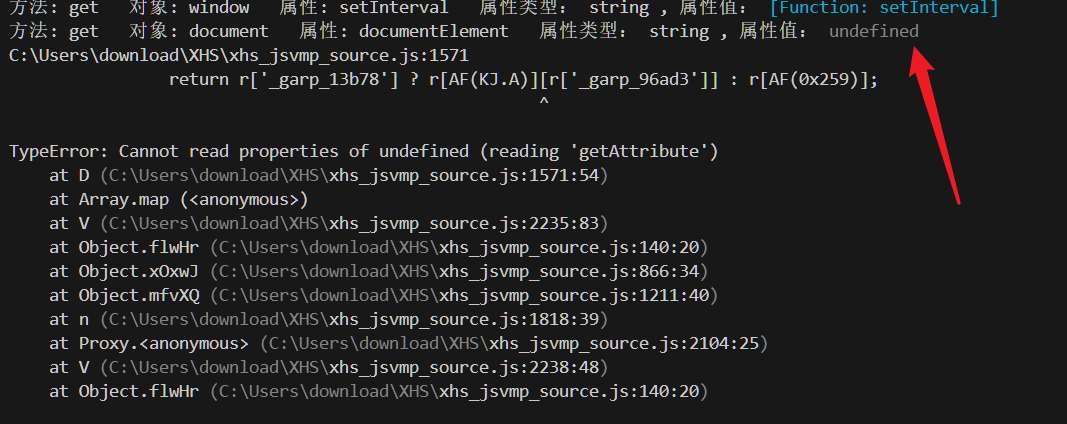 方法: get 对象: window 属性: setInterval 属性类型: string , 属性值: [Function: setInterval]
方法: get 对象: document 属性: documentElement 属性类型: string , 属性值: undefined
C:\Users\download\XHS\xhs_jsvmp_source.js:1571
return r['_garp_13b78'] ? r[AF(KJ.A)][r['_garp_96ad3']] : r[AF(0x259)];
^
TypeError: Cannot read properties of undefined (reading 'getAttribute')
at D (C:\Users\download\XHS\xhs_jsvmp_source.js:1571:54)
at Array.map (<anonymous>)
at V (C:\Users\download\XHS\xhs_jsvmp_source.js:2235:83)
at Object.flwHr (C:\Users\download\XHS\xhs_jsvmp_source.js:140:20)
at Object.xOxwJ (C:\Users\download\XHS\xhs_jsvmp_source.js:866:34)
at Object.mfvXQ (C:\Users\download\XHS\xhs_jsvmp_source.js:1211:40)
at n (C:\Users\download\XHS\xhs_jsvmp_source.js:1818:39)
at Proxy.<anonymous> (C:\Users\download\XHS\xhs_jsvmp_source.js:2104:25)
at V (C:\Users\download\XHS\xhs_jsvmp_source.js:2238:48)
at Object.flwHr (C:\Users\download\XHS\xhs_jsvmp_source.js:140:20)